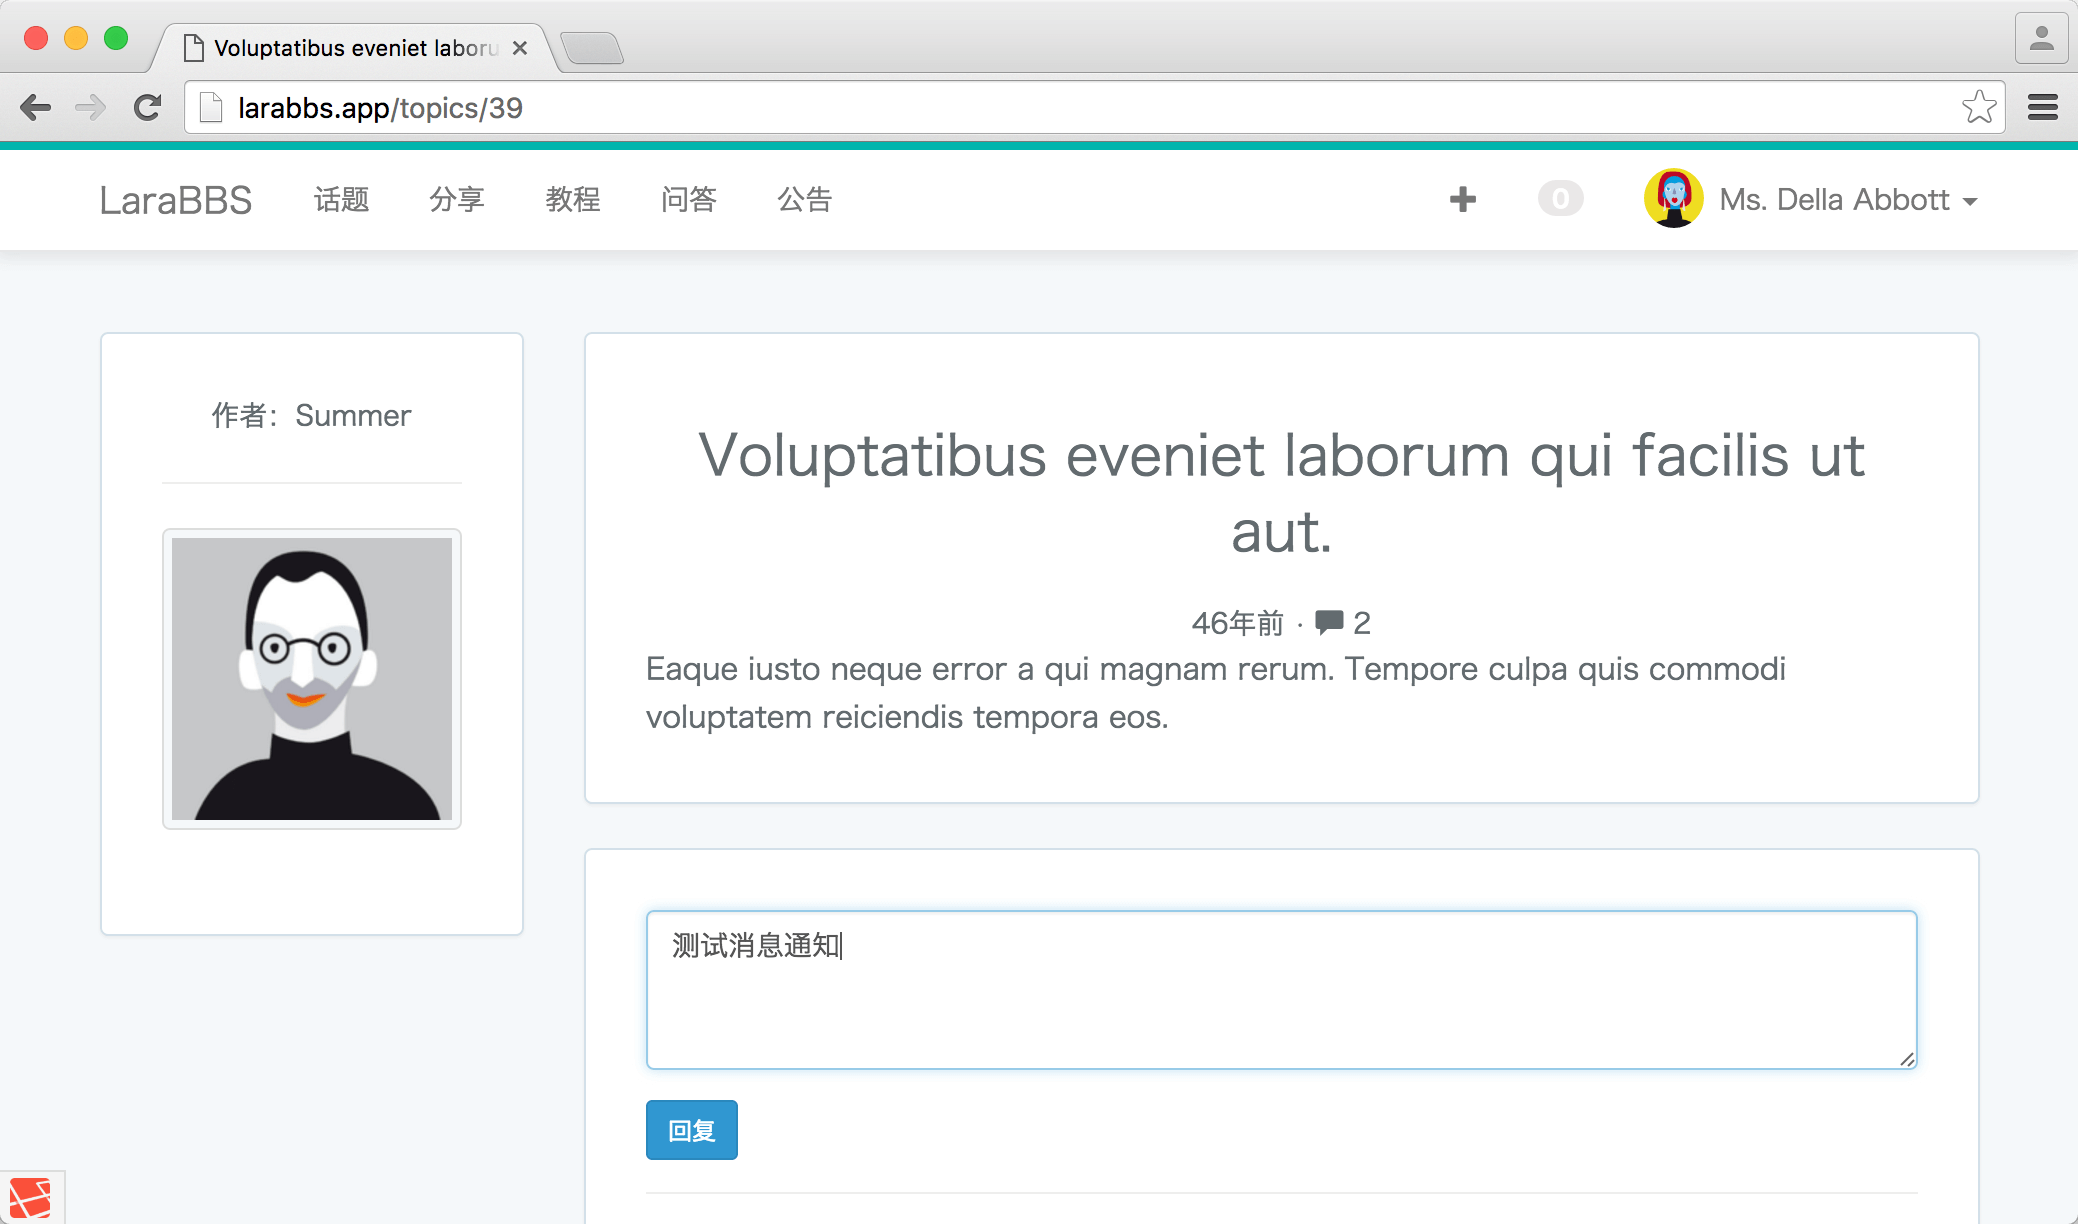 Voluptatibus eveniet laboru
larabbs.app/topics/39
LaraBBS 话题 分享 教程 问答 公告 0 Ms. Della Abbott
作者：Summer
Voluptatibus eveniet laborum qui facilis ut
aut.
46年前 · 2
Eaque iusto neque error a qui magnam rerum. Tempore culpa quis commodi
voluptatem reiciendis tempora eos.
测试消息通知
回复